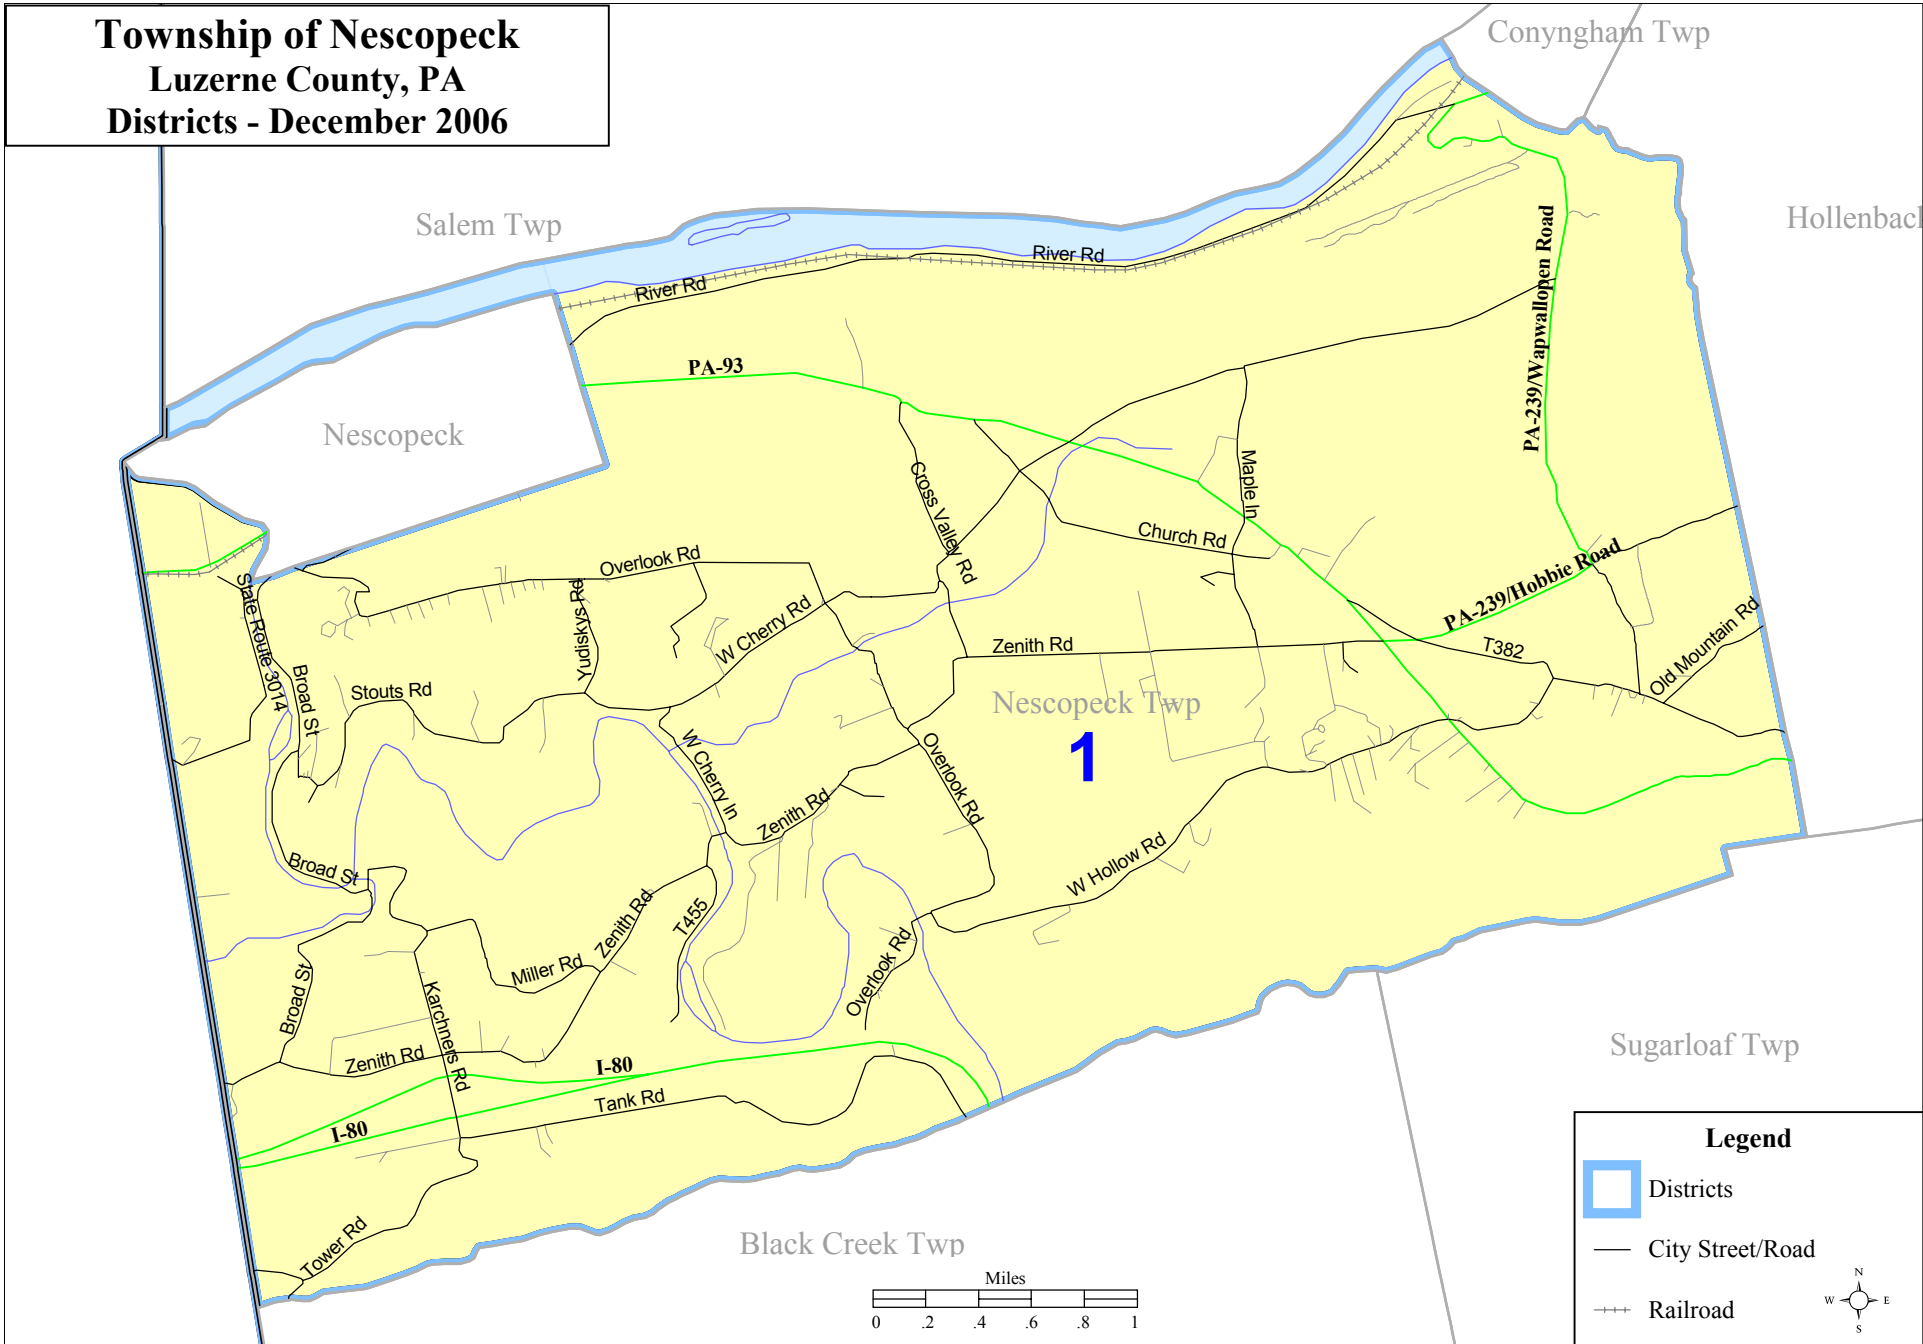 Township of Nescopeck
Luzerne County, PA
Districts - December 2006
Conyngham Twp
Salem Twp
Hollenbac
River Rd
River Rd
PA-93
PA-239/Wapwallopen Road
Nescopeck
Cross Valley Rd
Maple ln
Church Rd
Overlook Rd
Yudiskys Rd
W Cherry Rd
PA-239/Hobbie Road
State Route 3014
Broad St
Stouts Rd
Zenith Rd
T382
Old Mountain Rd
Nescopeck Twp
1
W Cherry ln
Overlook Rd
Zenith Rd
W Hollow Rd
Broad St
Zenith Rd
T455
Miller Rd
Overlook Rd
Broad St
Karchners Rd
Zenith Rd
I-80
Tank Rd
I-80
Sugarloaf Twp
Tower Rd
Black Creek Twp
Miles
0 .2 .4 .6 .8 1
Legend
Districts
City Street/Road
Railroad
N
W E
S